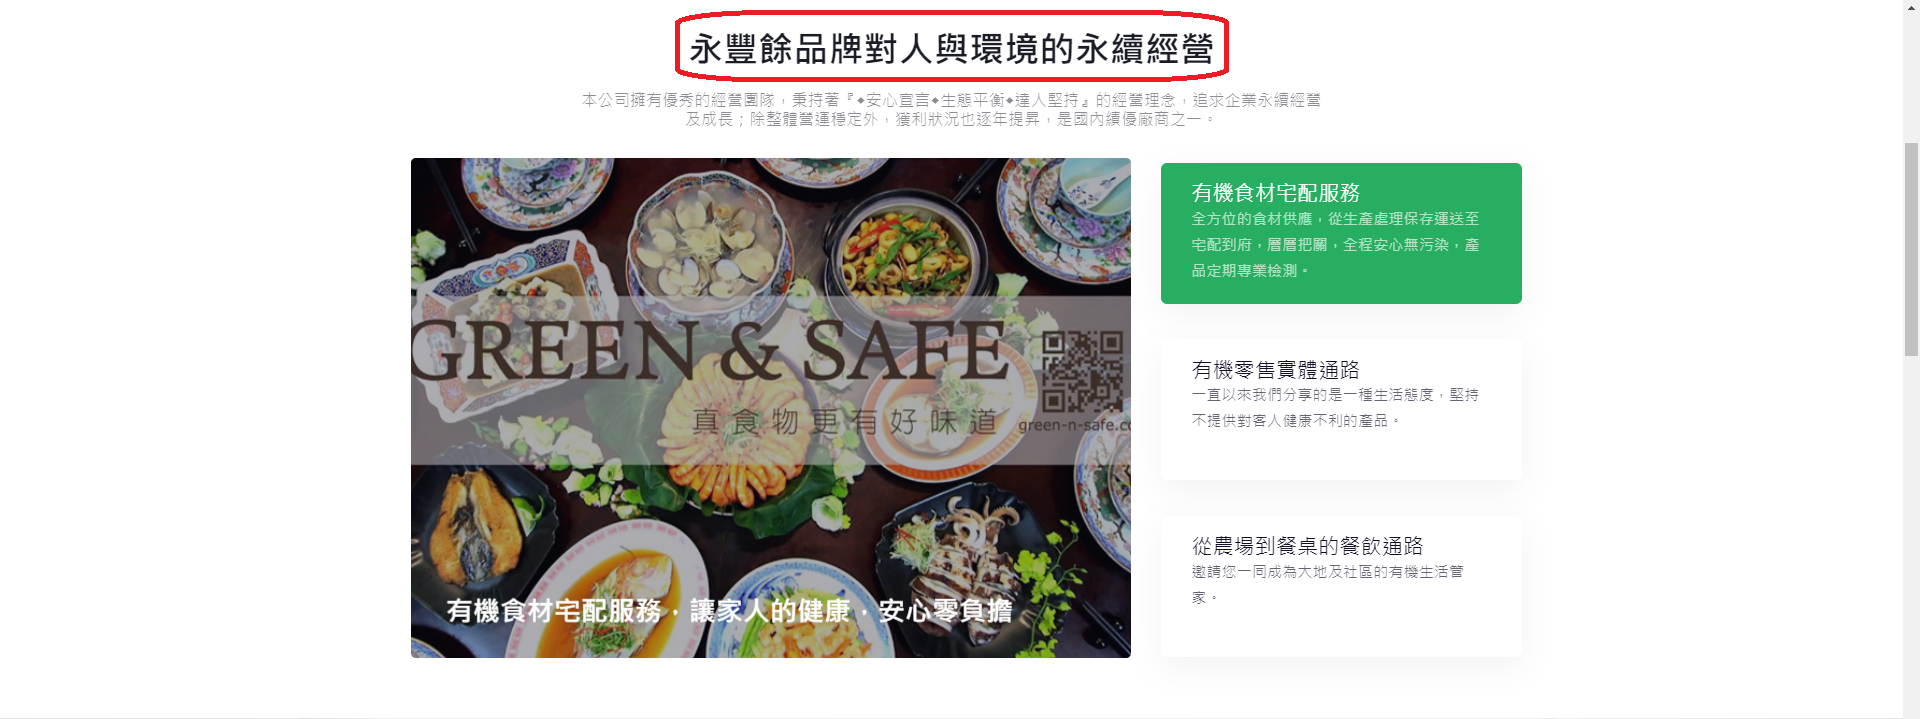 永豐餘品牌對人與環境的永續經營
本公司擁有優秀的經營團隊，秉持著『◆安心宣言◆生態平衡◆達人堅持』的經營理念，追求企業永續經營
及成長；除整體營運穩定外，獲利狀況也逐年提昇，是國內績優廠商之一。
GREEN & SAFE
真食物更有好味道
green-n-safe.co
有機食材宅配服務，讓家人的健康，安心零負擔
有機食材宅配服務
全方位的食材供應，從生產處理保存運送至
宅配到府，層層把關，全程安心無污染，產
品定期專業檢測。
有機零售實體通路
一直以來我們分享的是一種生活態度，堅持
不提供對客人健康不利的產品。
從農場到餐桌的餐飲通路
邀請您一同成為大地及社區的有機生活管
家。